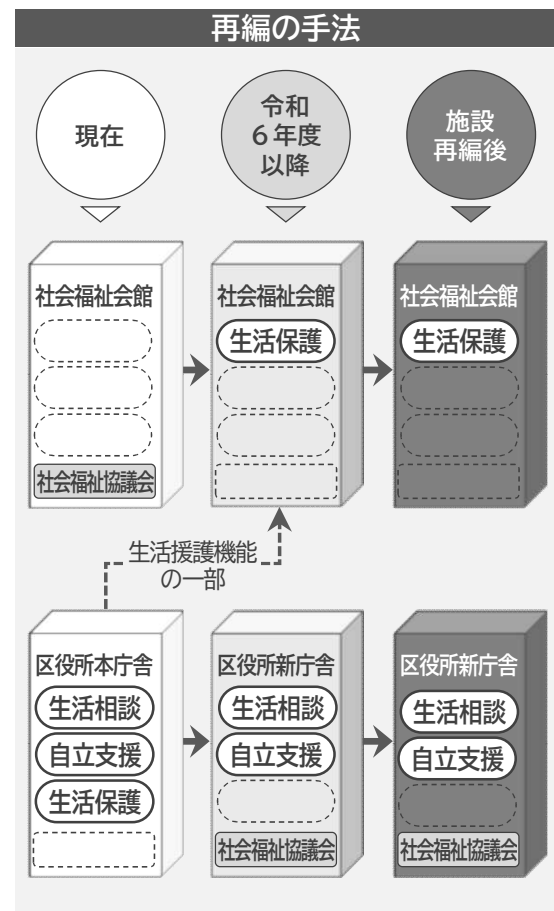 再編の手法
現在
令和
６年度
以降
施設
再編後
社会福祉会館
社会福祉協議会
社会福祉会館
生活保護
社会福祉会館
生活保護
生活援護機能
の一部
区役所本庁舎
生活相談
自立支援
生活保護
区役所新庁舎
生活相談
自立支援
社会福祉協議会
区役所新庁舎
生活相談
自立支援
社会福祉協議会